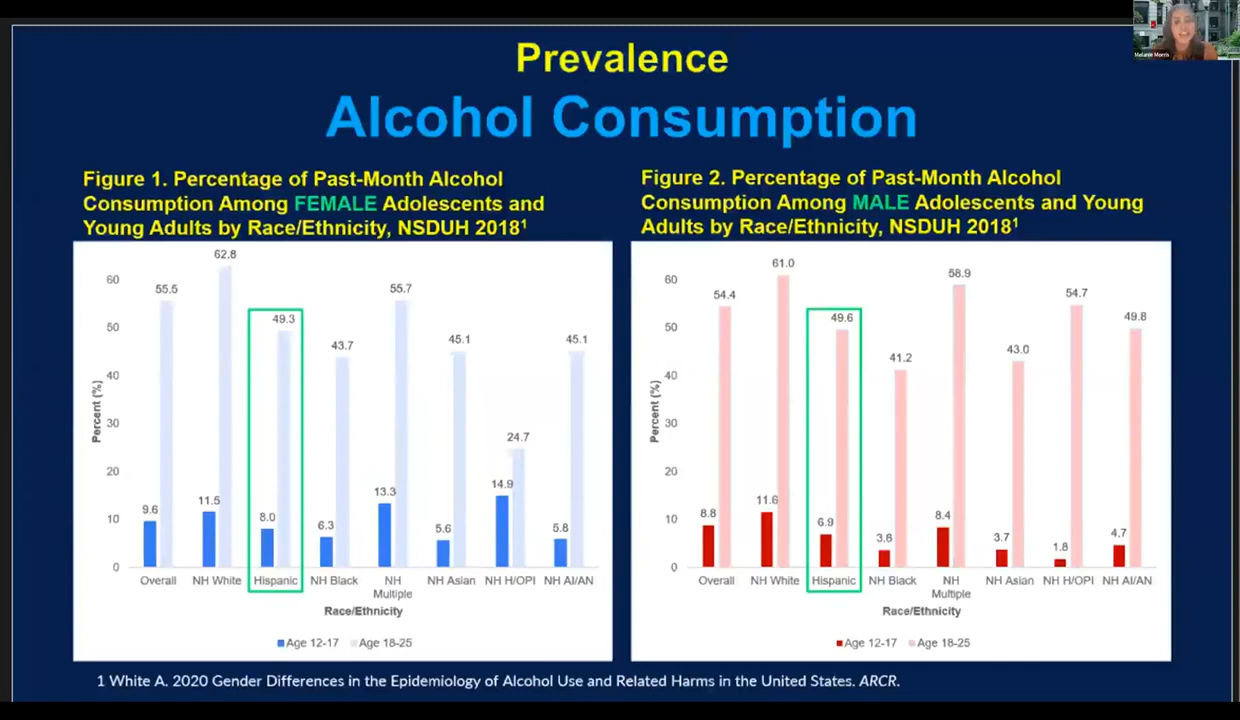 Melanie Morris
Prevalence
Alcohol Consumption
Figure 1. Percentage of Past-Month Alcohol
Consumption Among FEMALE Adolescents and
Young Adults by Race/Ethnicity, NSDUH 2018¹
Percent (%)
60
50
40
30
20
10
0
9.6
55.5
11.5
62.8
8.0
49.3
6.3
43.7
13.3
55.7
5.6
45.1
14.9
24.7
5.8
45.1
Overall
NH White
Hispanic
NH Black
NH
Multiple
NH Asian
NH H/OPI
NH AI/AN
Race/Ethnicity
Age 12-17
Age 18-25
Figure 2. Percentage of Past-Month Alcohol
Consumption Among MALE Adolescents and Young
Adults by Race/Ethnicity, NSDUH 2018¹
Percent (%)
60
50
40
30
20
10
0
8.8
54.4
11.6
61.0
6.9
49.6
3.6
41.2
8.4
58.9
3.7
43.0
1.8
54.7
4.7
49.8
Overall
NH White
Hispanic
NH Black
NH
Multiple
NH Asian
NH H/OPI
NH AI/AN
Race/Ethnicity
Age 12-17
Age 18-25
1 White A. 2020 Gender Differences in the Epidemiology of Alcohol Use and Related Harms in the United States. ARCR.